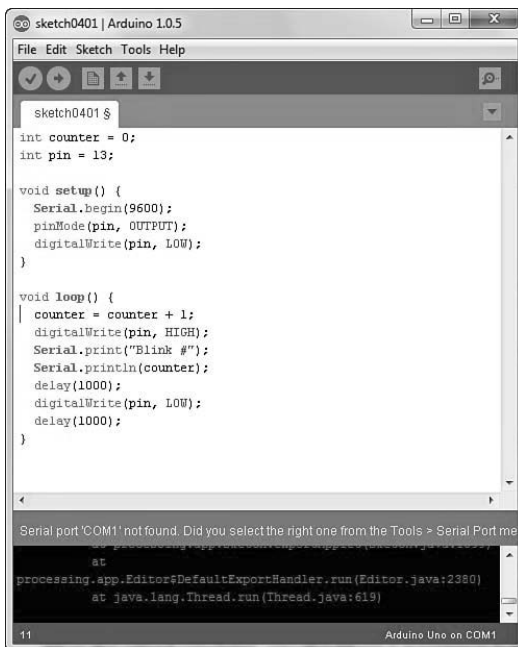 sketch0401 | Arduino 1.0.5
File Edit Sketch Tools Help
sketch0401 §
int counter = 0;
int pin = 13;
void setup() {
Serial.begin(9600);
pinMode(pin, OUTPUT);
digitalWrite(pin, LOW);
}
void loop() {
counter = counter + 1;
digitalWrite(pin, HIGH);
Serial.print("Blink #");
Serial.println(counter);
delay(1000);
digitalWrite(pin, LOW);
delay(1000);
}
Serial port 'COM1' not found. Did you select the right one from the Tools > Serial Port me
at
processing.app.Editor$DefaultExportHandler.run(Editor.java:2380)
at java.lang.Thread.run(Thread.java:619)
11 Arduino Uno on COM1